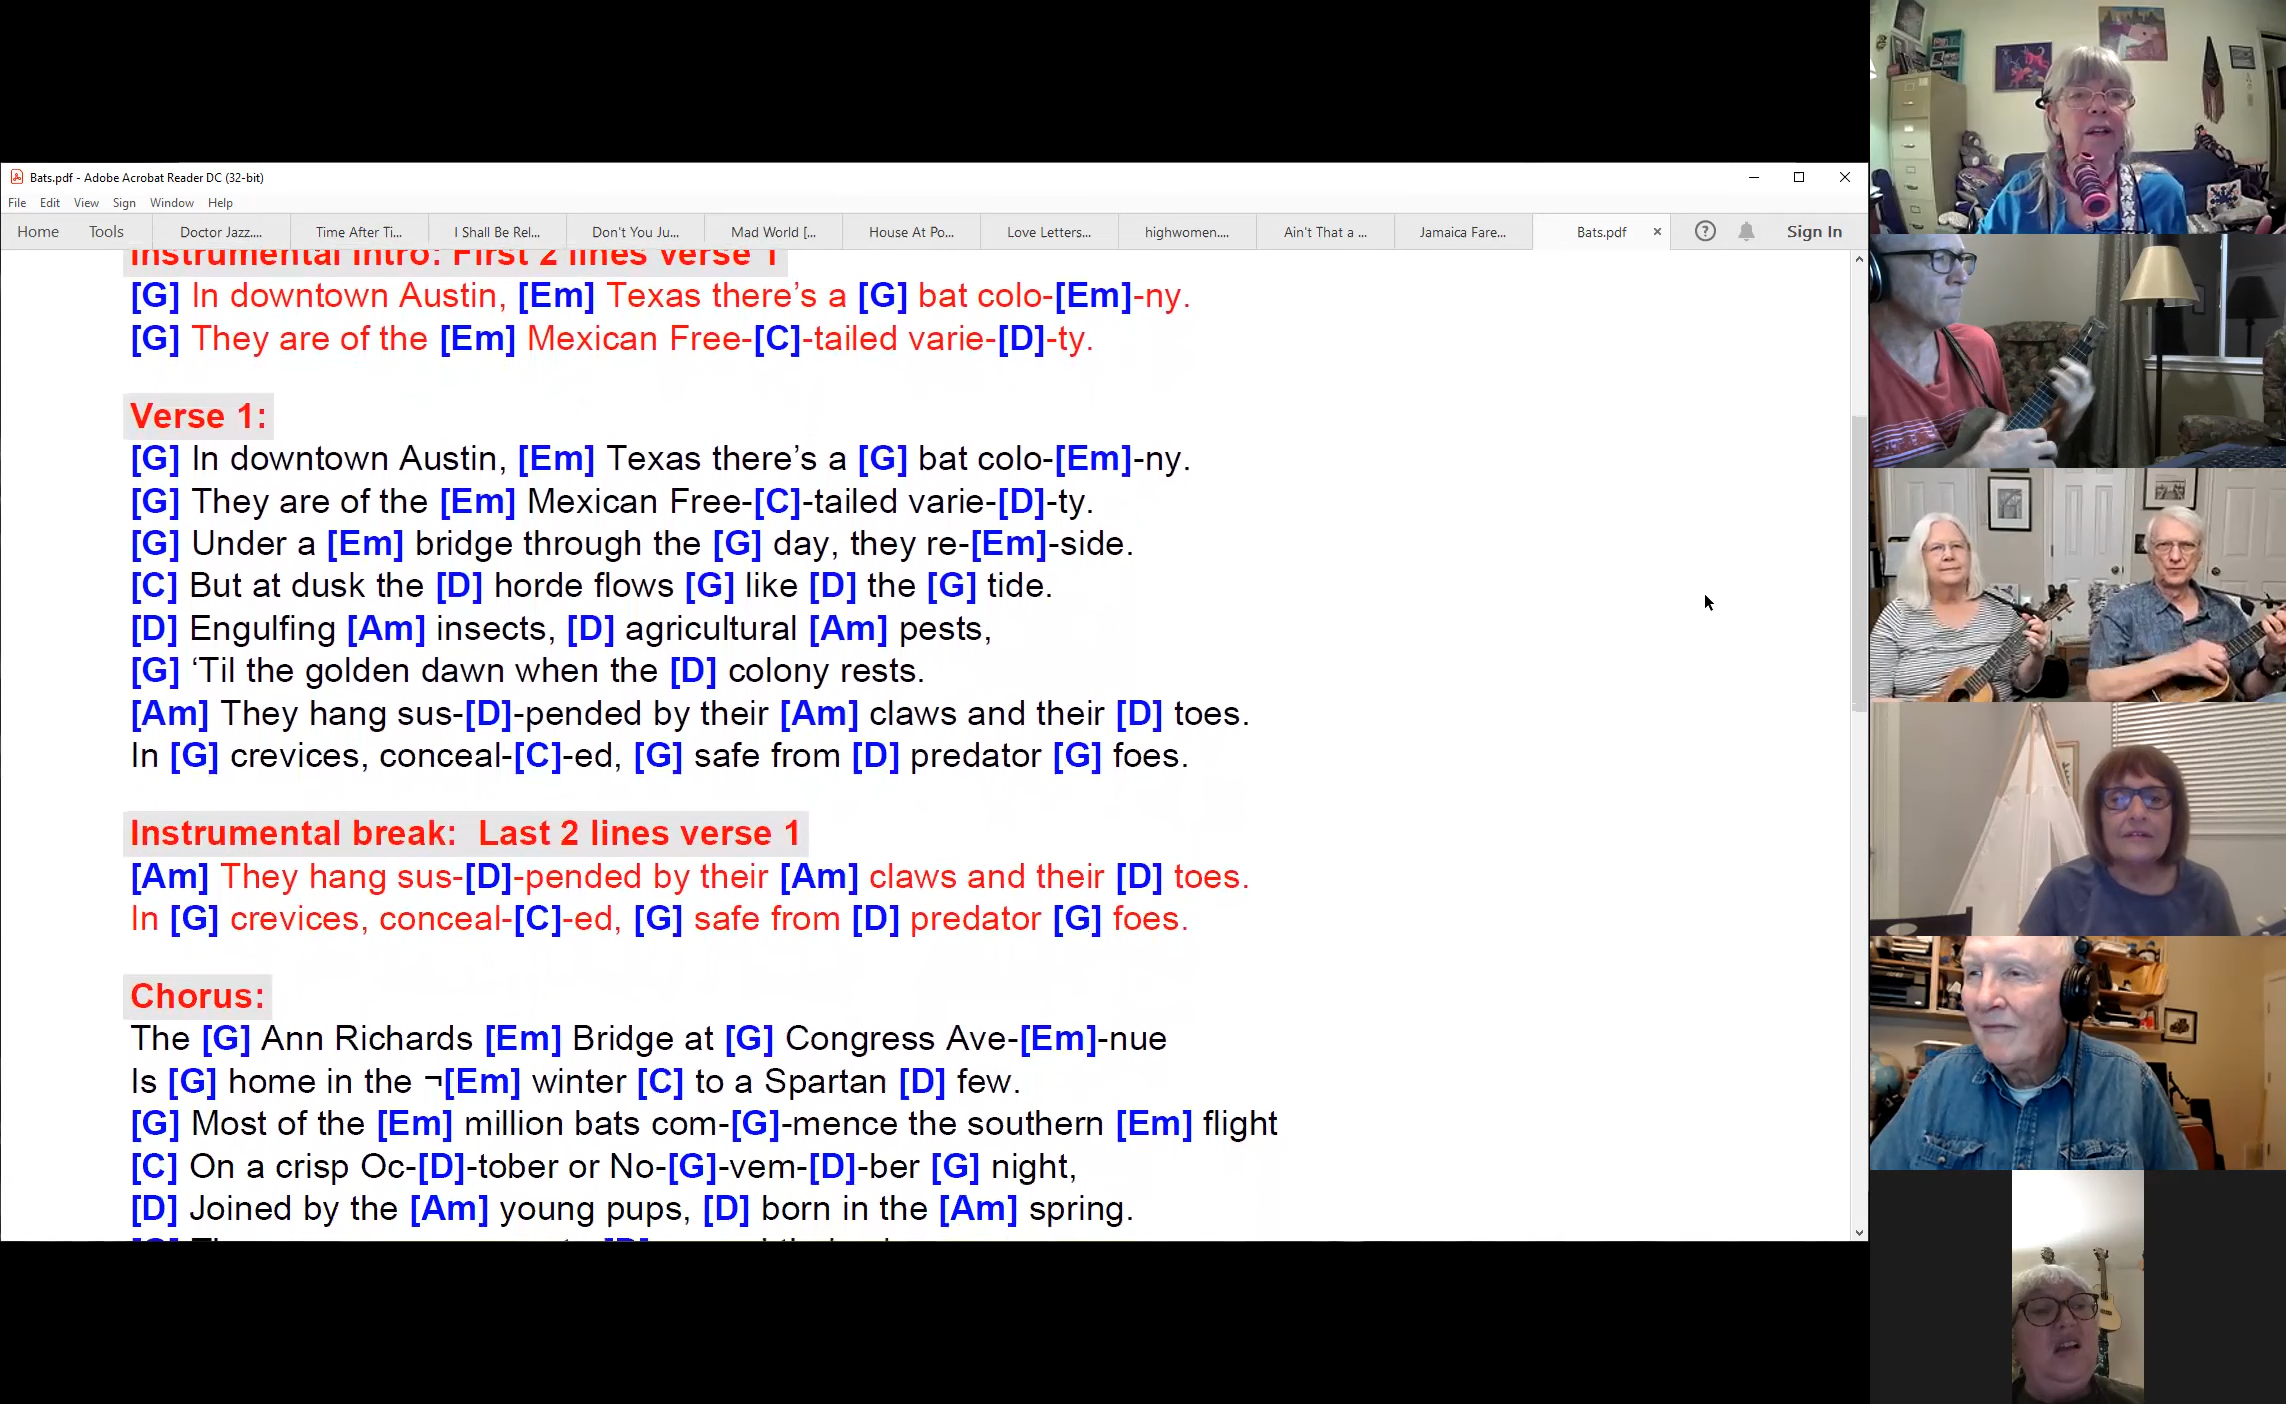 Bats.pdf - Adobe Acrobat Reader DC (32-bit)
File Edit View Sign Window Help
Home Tools Doctor Jazz.... Time After Ti... I Shall Be Rel... Don't You Ju... Mad World [... House At Po... Love Letters... highwomen.... Ain't That a ... Jamaica Fare... Bats.pdf × ? Sign In
Instrumental Intro: First 2 lines verse 1
[G] In downtown Austin, [Em] Texas there’s a [G] bat colo-[Em]-ny.
[G] They are of the [Em] Mexican Free-[C]-tailed varie-[D]-ty.
Verse 1:
[G] In downtown Austin, [Em] Texas there’s a [G] bat colo-[Em]-ny.
[G] They are of the [Em] Mexican Free-[C]-tailed varie-[D]-ty.
[G] Under a [Em] bridge through the [G] day, they re-[Em]-side.
[C] But at dusk the [D] horde flows [G] like [D] the [G] tide.
[D] Engulfing [Am] insects, [D] agricultural [Am] pests,
[G] ‘Til the golden dawn when the [D] colony rests.
[Am] They hang sus-[D]-pended by their [Am] claws and their [D] toes.
In [G] crevices, conceal-[C]-ed, [G] safe from [D] predator [G] foes.
Instrumental break:  Last 2 lines verse 1
[Am] They hang sus-[D]-pended by their [Am] claws and their [D] toes.
In [G] crevices, conceal-[C]-ed, [G] safe from [D] predator [G] foes.
Chorus:
The [G] Ann Richards [Em] Bridge at [G] Congress Ave-[Em]-nue
Is [G] home in the ¬[Em] winter [C] to a Spartan [D] few.
[G] Most of the [Em] million bats com-[G]-mence the southern [Em] flight
[C] On a crisp Oc-[D]-tober or No-[G]-vem-[D]-ber [G] night,
[D] Joined by the [Am] young pups, [D] born in the [Am] spring.